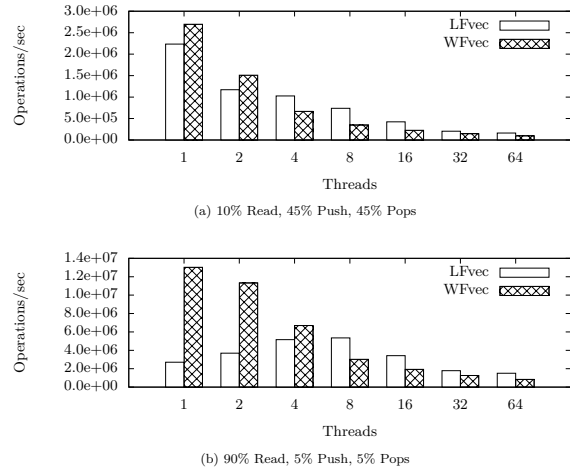 3.0e+06
2.5e+06
2.0e+06
1.5e+06
1.0e+06
5.0e+05
0.0e+00
Operations/sec
LFvec
WFvec
1 2 4 8 16 32 64
Threads
(a) 10% Read, 45% Push, 45% Pops
1.4e+07
1.2e+07
1.0e+07
8.0e+06
6.0e+06
4.0e+06
2.0e+06
0.0e+00
Operations/sec
LFvec
WFvec
1 2 4 8 16 32 64
Threads
(b) 90% Read, 5% Push, 5% Pops